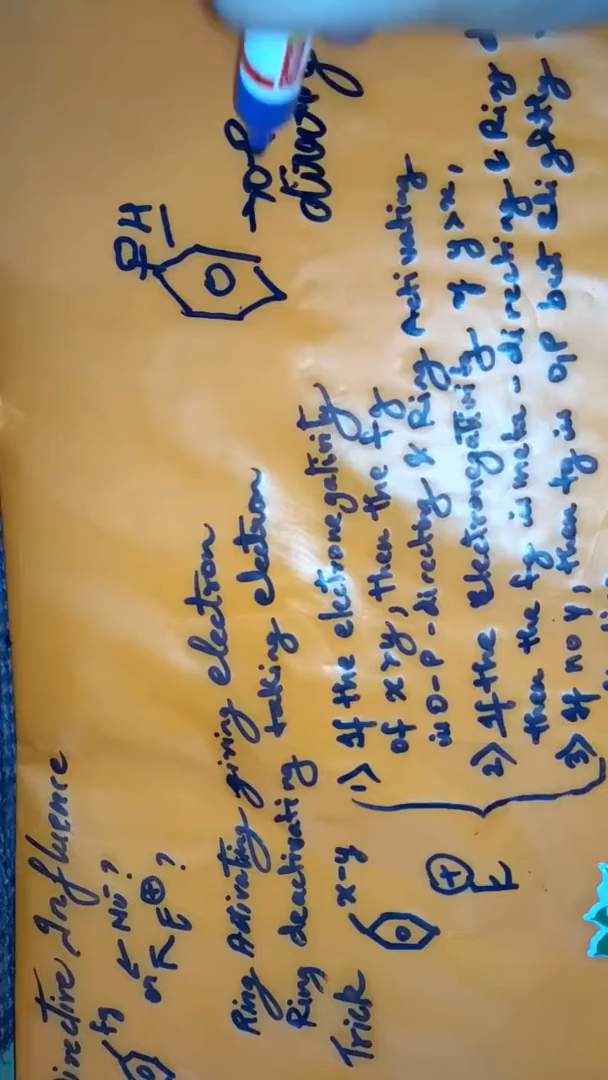 Directive Influence
fg
← Nu⁻?
or ← E⊕?
Ring Activating giving electron
Ring deactivating taking electron
Trick
x-y
E⊕
1) If the electronegativity
of x>y, then the fg
is o-p-directing & Ring Activating
2) If the electronegativity of y>x,
then the fg is meta-directing & Ring
3) If no y, then fg is o,p but slightly
OH
→ O-P
directing